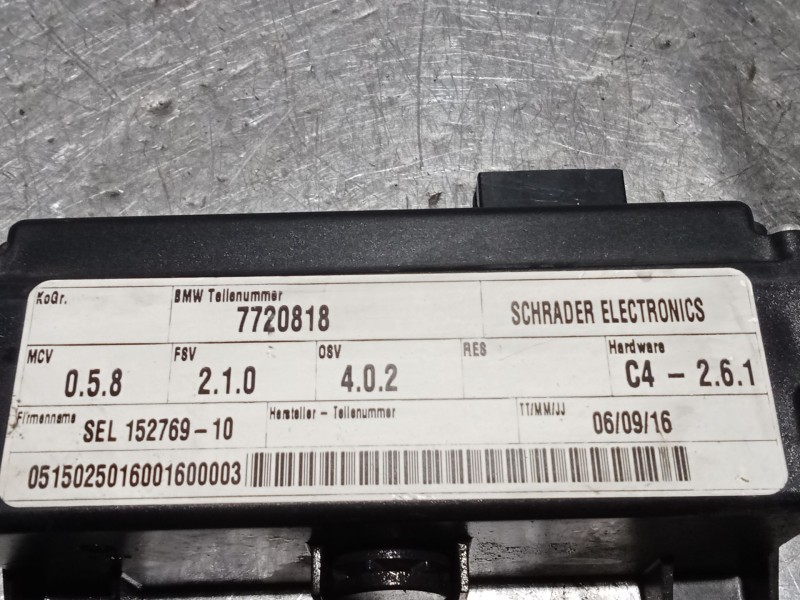 KoGr.
BMW Teilenummer
7720818
SCHRADER ELECTRONICS
MCV
0.5.8
FSV
2.1.0
OSV
4.0.2
RES
Hardware
C4 - 2.6.1
Firmenname
SEL 152769-10
Hersteller - Teilenummer
TT/MM/JJ
06/09/16
0515025016001600003